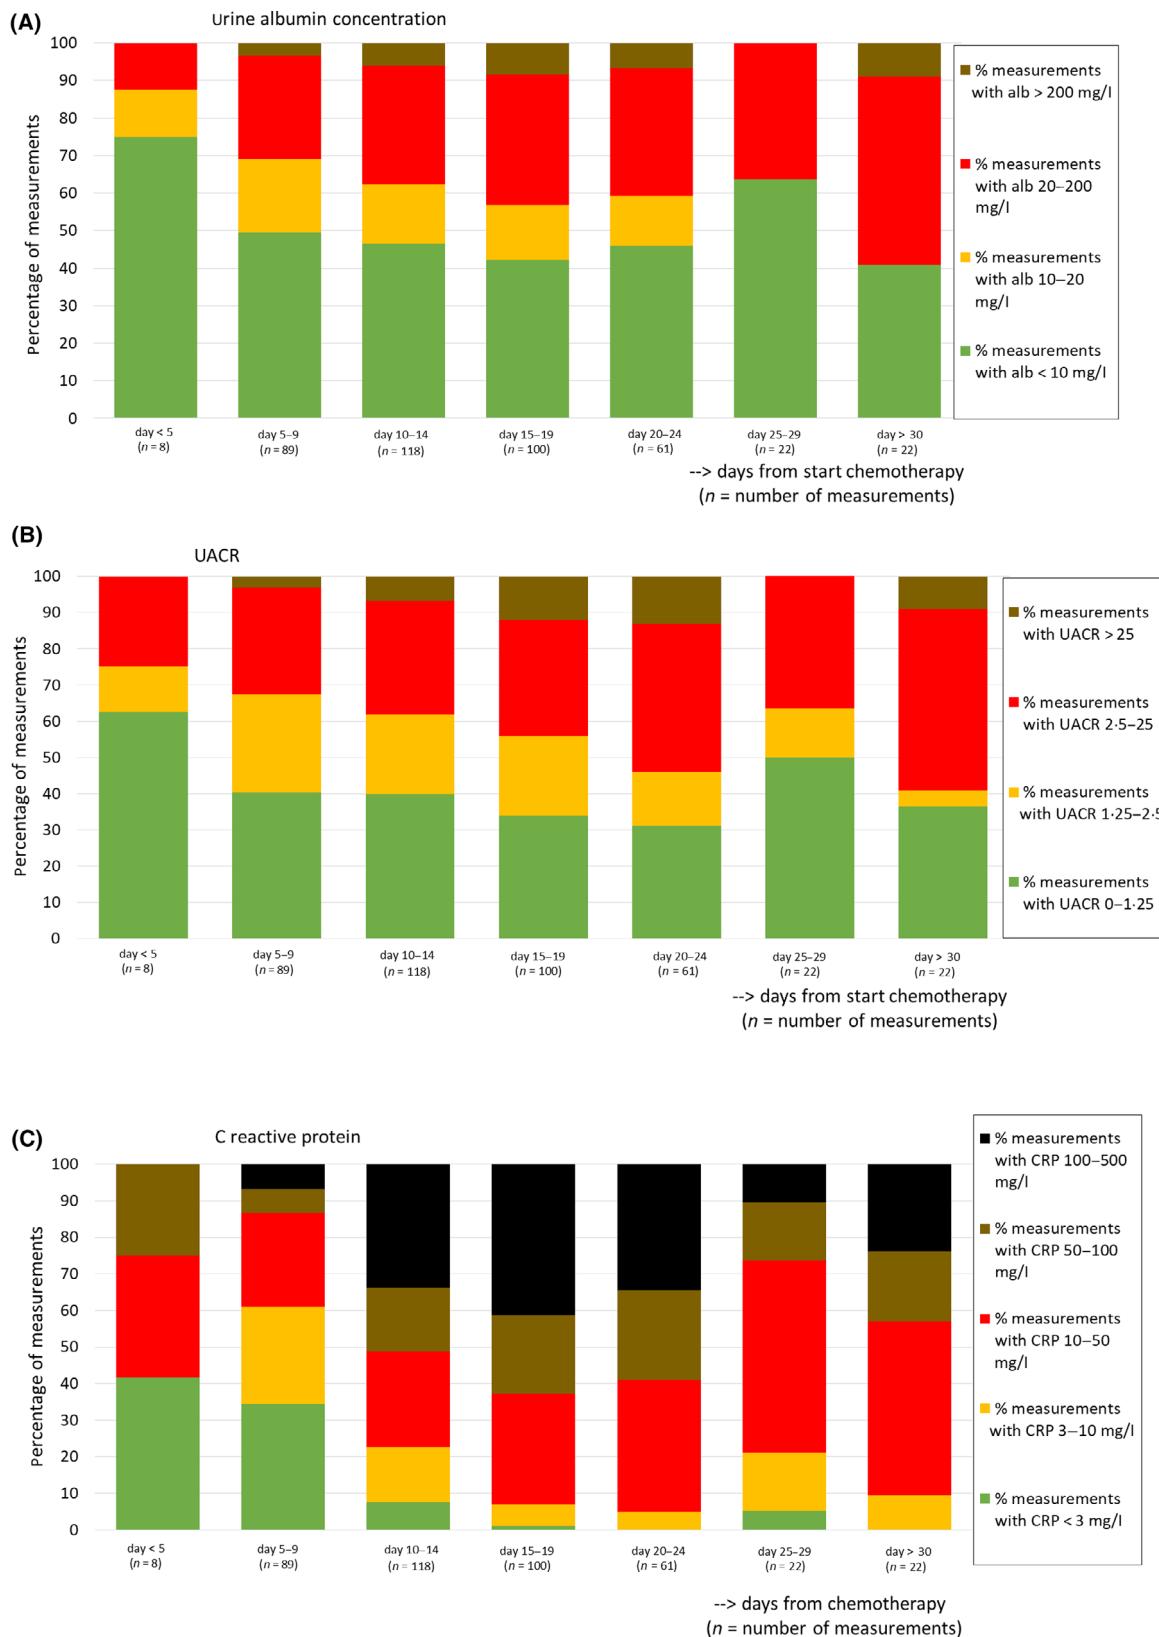 (A)
Urine albumin concentration
100
90
80
70
60
50
40
30
20
10
0
Percentage of measurements
day < 5
(n = 8)
day 5–9
(n = 89)
day 10–14
(n = 118)
day 15–19
(n = 100)
day 20–24
(n = 61)
day 25–29
(n = 22)
day > 30
(n = 22)
--> days from start chemotherapy
(n = number of measurements)
% measurements
with alb > 200 mg/l
% measurements
with alb 20–200
mg/l
% measurements
with alb 10–20
mg/l
% measurements
with alb < 10 mg/l
(B)
UACR
100
90
80
70
60
50
40
30
20
10
0
Percentage of measurements
day < 5
(n = 8)
day 5–9
(n = 89)
day 10–14
(n = 118)
day 15–19
(n = 100)
day 20–24
(n = 61)
day 25–29
(n = 22)
day > 30
(n = 22)
--> days from start chemotherapy
(n = number of measurements)
% measurements
with UACR > 25
% measurements
with UACR 2·5–25
% measurements
with UACR 1·25–2·5
% measurements
with UACR 0–1·25
(C)
C reactive protein
100
90
80
70
60
50
40
30
20
10
0
Percentage of measurements
day < 5
(n = 8)
day 5–9
(n = 89)
day 10–14
(n = 118)
day 15–19
(n = 100)
day 20–24
(n = 61)
day 25–29
(n = 22)
day > 30
(n = 22)
--> days from chemotherapy
(n = number of measurements)
% measurements
with CRP 100–500
mg/l
% measurements
with CRP 50–100
mg/l
% measurements
with CRP 10–50
mg/l
% measurements
with CRP 3–10 mg/l
% measurements
with CRP < 3 mg/l